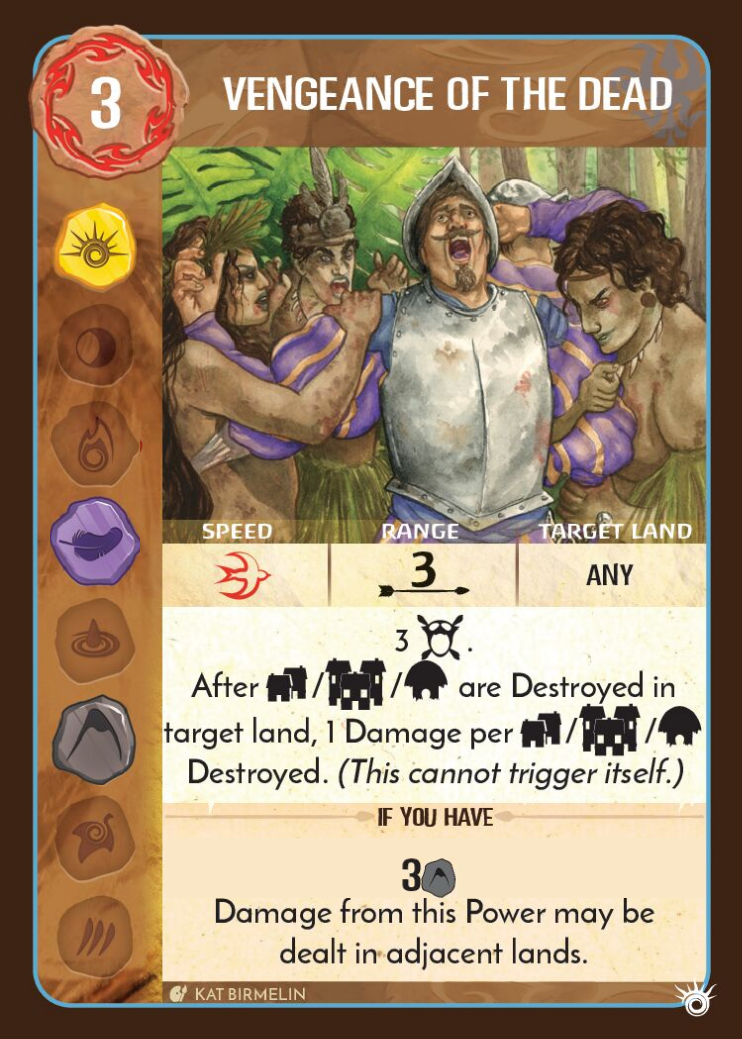 3
VENGEANCE OF THE DEAD
SPEED RANGE TARGET LAND
3 ANY
3 .
After / / are Destroyed in
target land, 1 Damage per / /
Destroyed. (This cannot trigger itself.)
IF YOU HAVE
3
Damage from this Power may be
dealt in adjacent lands.
KAT BIRMELIN